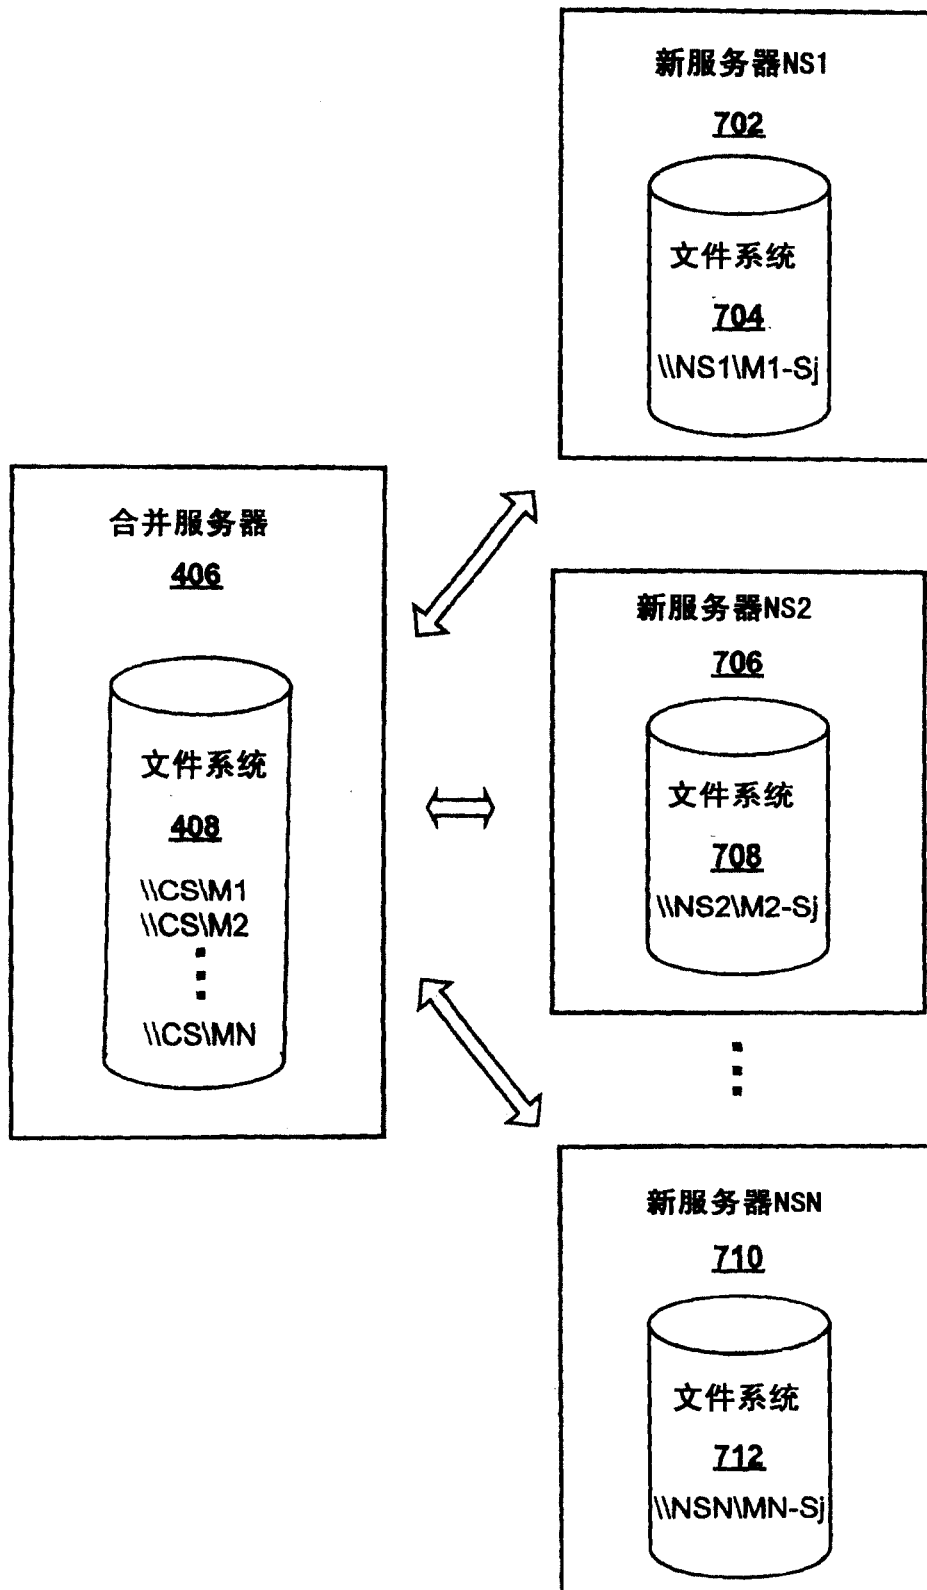 新服务器NS1
702
文件系统
704
\\NS1\M1-Sj
合并服务器
406
文件系统
408
\\CS\M1
\\CS\M2
\\CS\MN
新服务器NS2
706
文件系统
708
\\NS2\M2-Sj
新服务器NSN
710
文件系统
712
\\NSN\MN-Sj